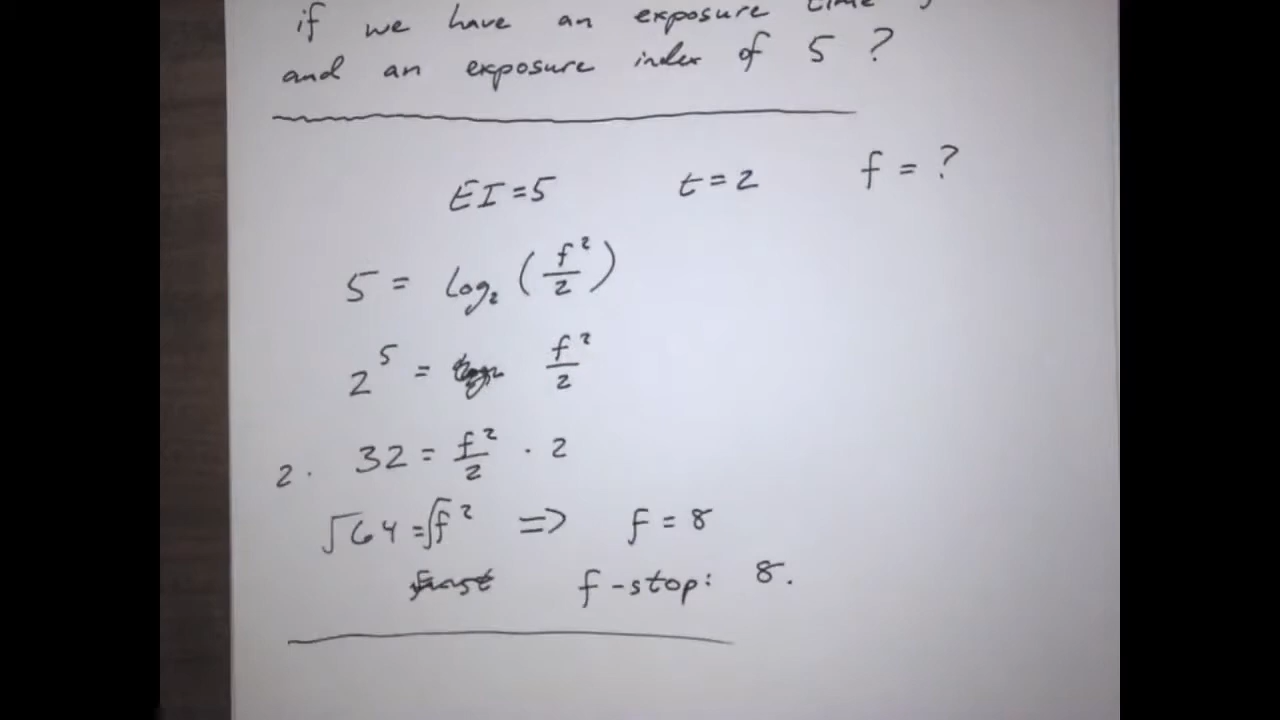 if we have an exposure time
and an exposure index of 5 ?
EI = 5 t = 2 f = ?
5 = log₂ (f²/2)
2⁵ = f²/2
2 · 32 = f²/2 · 2
√64 = √f² => f = 8
f-stop: 8.